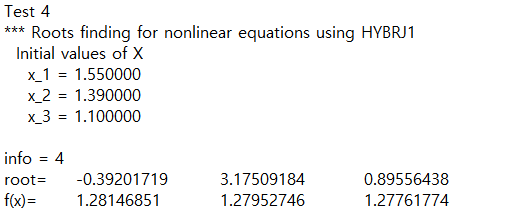 Test 4
*** Roots finding for nonlinear equations using HYBRJ1
Initial values of X
x_1 = 1.550000
x_2 = 1.390000
x_3 = 1.100000
info = 4
root= -0.39201719 3.17509184 0.89556438
f(x)= 1.28146851 1.27952746 1.27761774